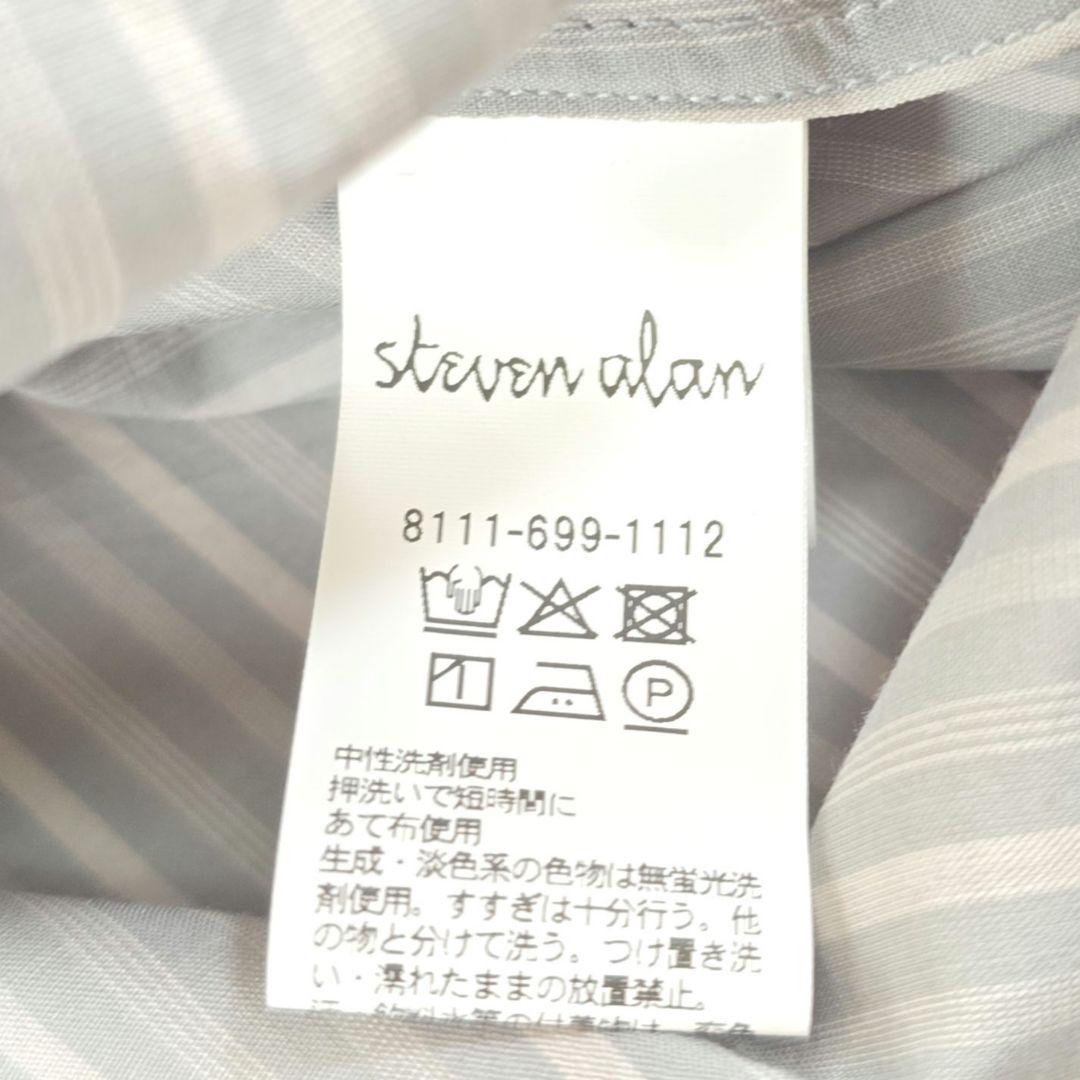 steven alan
8111-699-1112
P
中性洗剤使用
押洗いで短時間に
あて布使用
生成・淡色系の色物は無蛍光洗
剤使用。すすぎは十分行う。他
の物と分けて洗う。つけ置き洗
い・濡れたままの放置禁止。